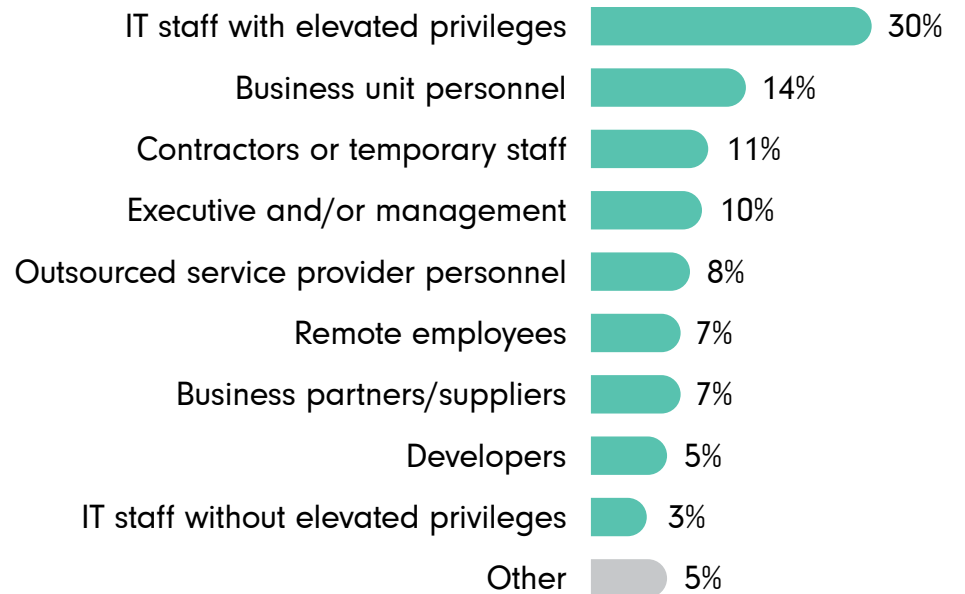 IT staff with elevated privileges 30%
Business unit personnel 14%
Contractors or temporary staff 11%
Executive and/or management 10%
Outsourced service provider personnel 8%
Remote employees 7%
Business partners/suppliers 7%
Developers 5%
IT staff without elevated privileges 3%
Other 5%